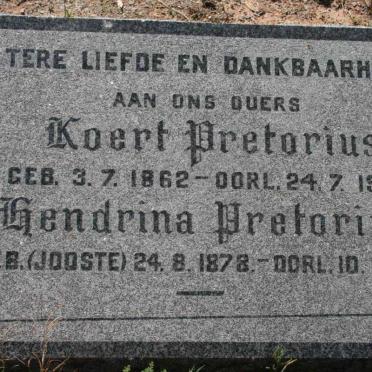 TERE LIEFDE EN DANKBAARH
AAN ONS OUERS
Koert Pretorius
GEB. 3.7. 1862 – OORL. 24.7. 1
Hendrina Pretori
B. (JOOSTE) 24.8. 1878. – OORL. 10.